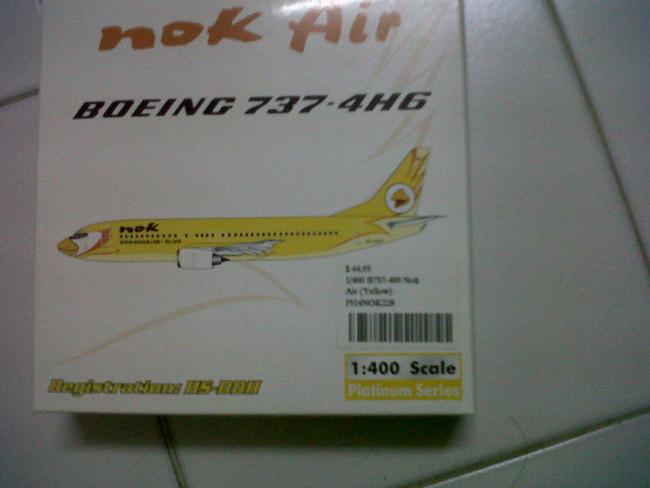 nok Air
BOEING 737-4H6
nok
$ 44.95
1/400 B737-400 Nok
Air (Yellow)
PH4NOK228
1:400 Scale
Platinum Series
Registration: HS-DDH